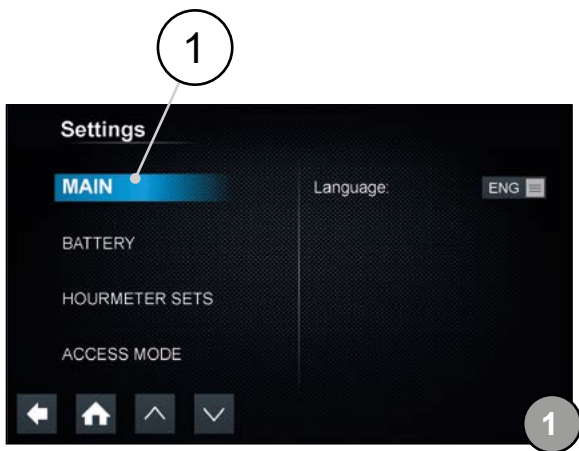 1
Settings
MAIN
Language: ENG
BATTERY
HOURMETER SETS
ACCESS MODE
1